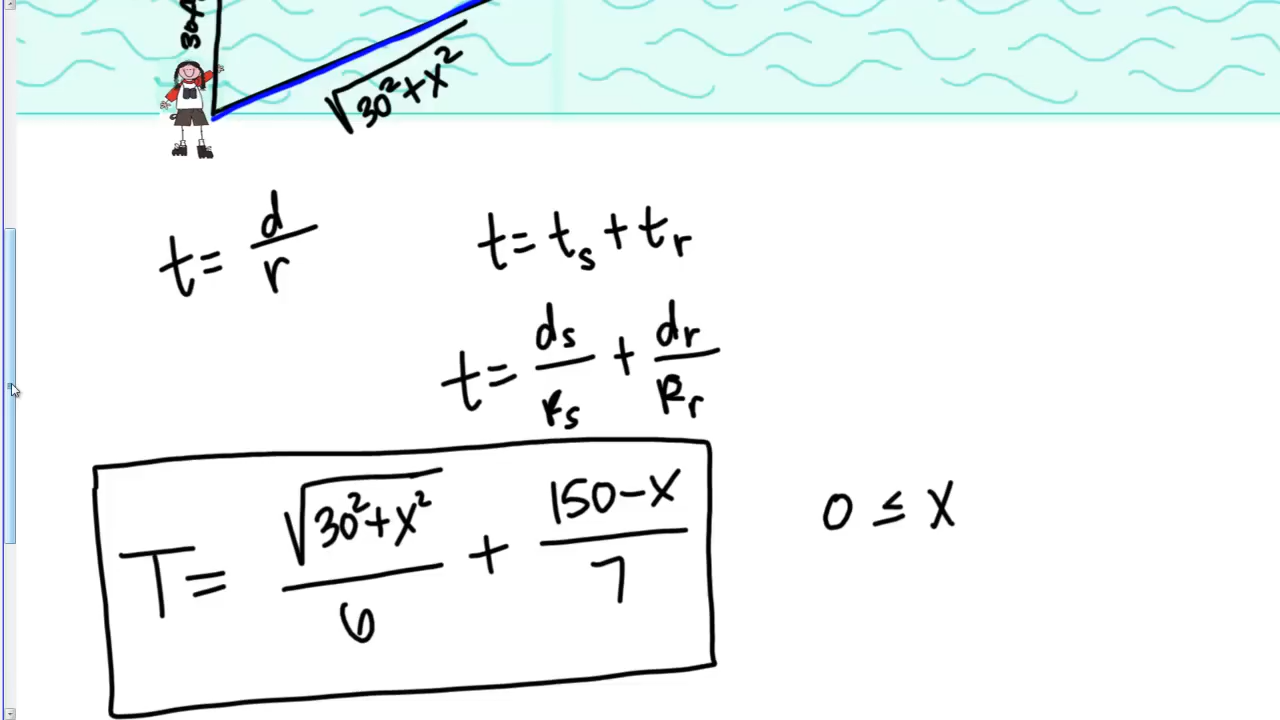 √30²+x²
t= d/r
t= ts+tr
t= ds/rs + dr/Rr
T= √30²+x²/6 + 150-x/7
0 ≤ x